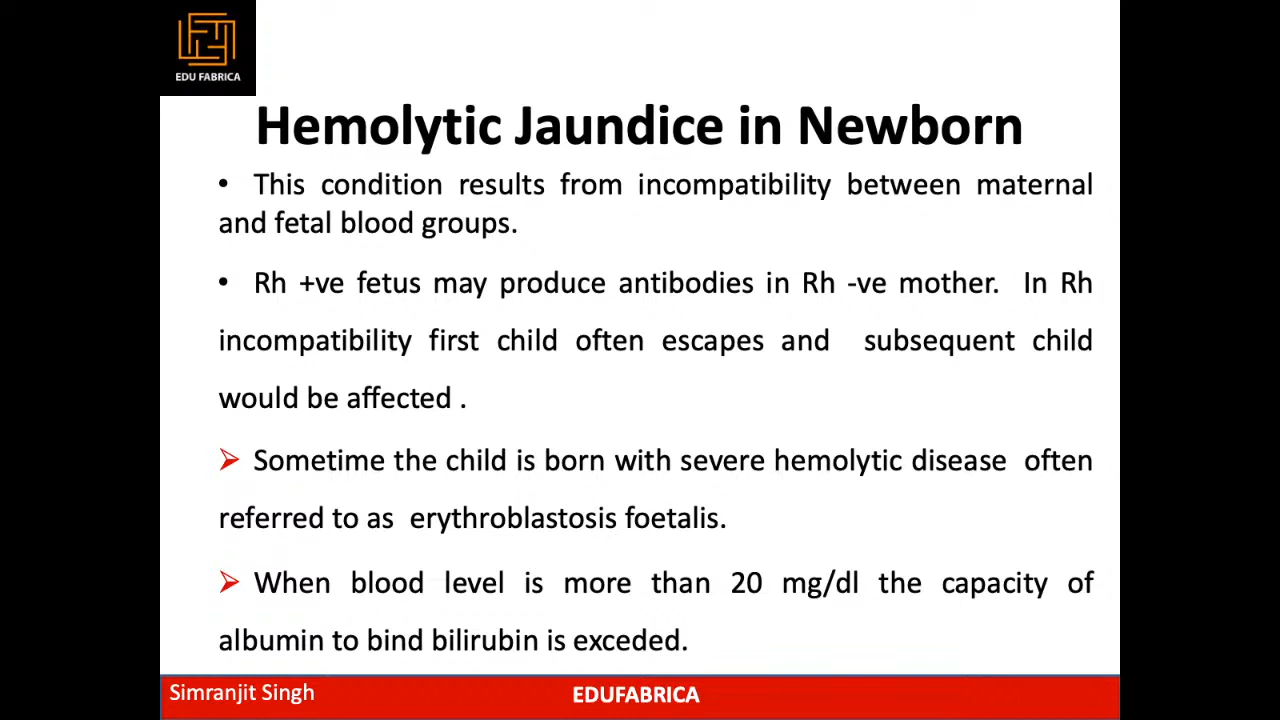 EDU FABRICA
Hemolytic Jaundice in Newborn
• This condition results from incompatibility between maternal
and fetal blood groups.
• Rh +ve fetus may produce antibodies in Rh -ve mother. In Rh
incompatibility first child often escapes and subsequent child
would be affected .
➢ Sometime the child is born with severe hemolytic disease often
referred to as erythroblastosis foetalis.
➢ When blood level is more than 20 mg/dl the capacity of
albumin to bind bilirubin is exceded.
Simranjit Singh
EDUFABRICA